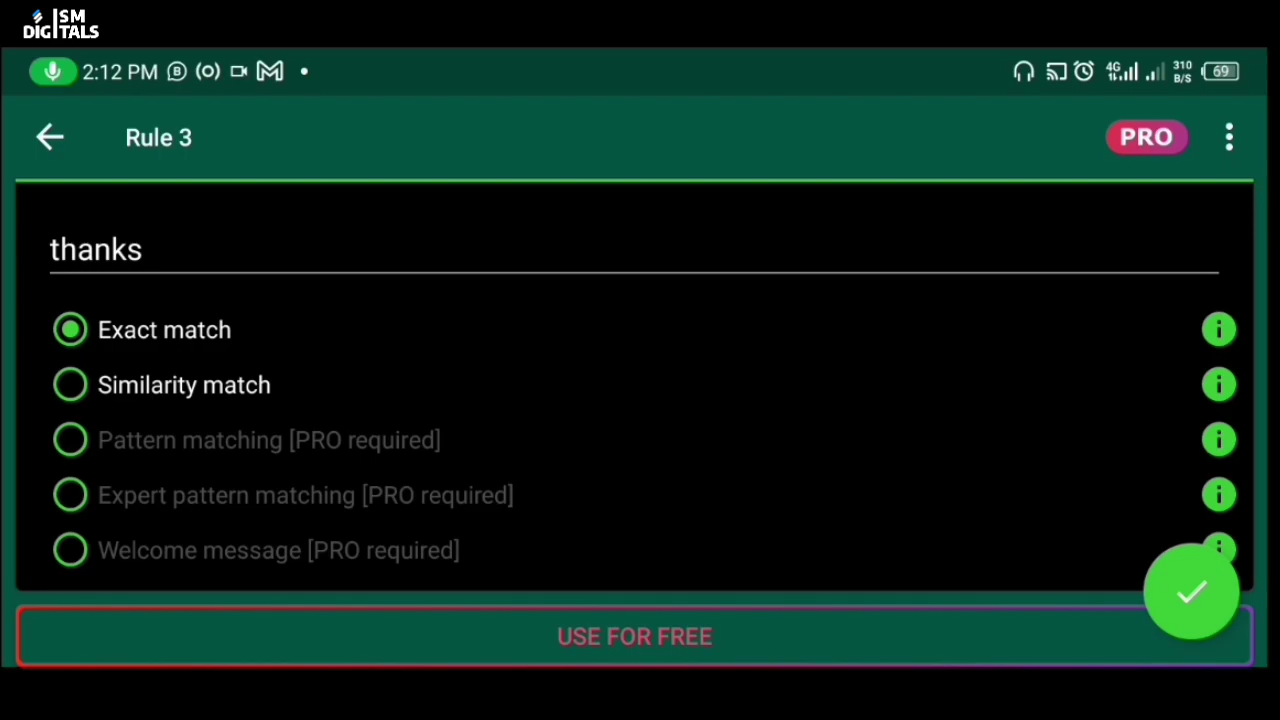 ISM
DIGITALS
2:12 PM
4G
310
B/S
69
Rule 3
PRO
thanks
Exact match
Similarity match
Pattern matching [PRO required]
Expert pattern matching [PRO required]
Welcome message [PRO required]
USE FOR FREE